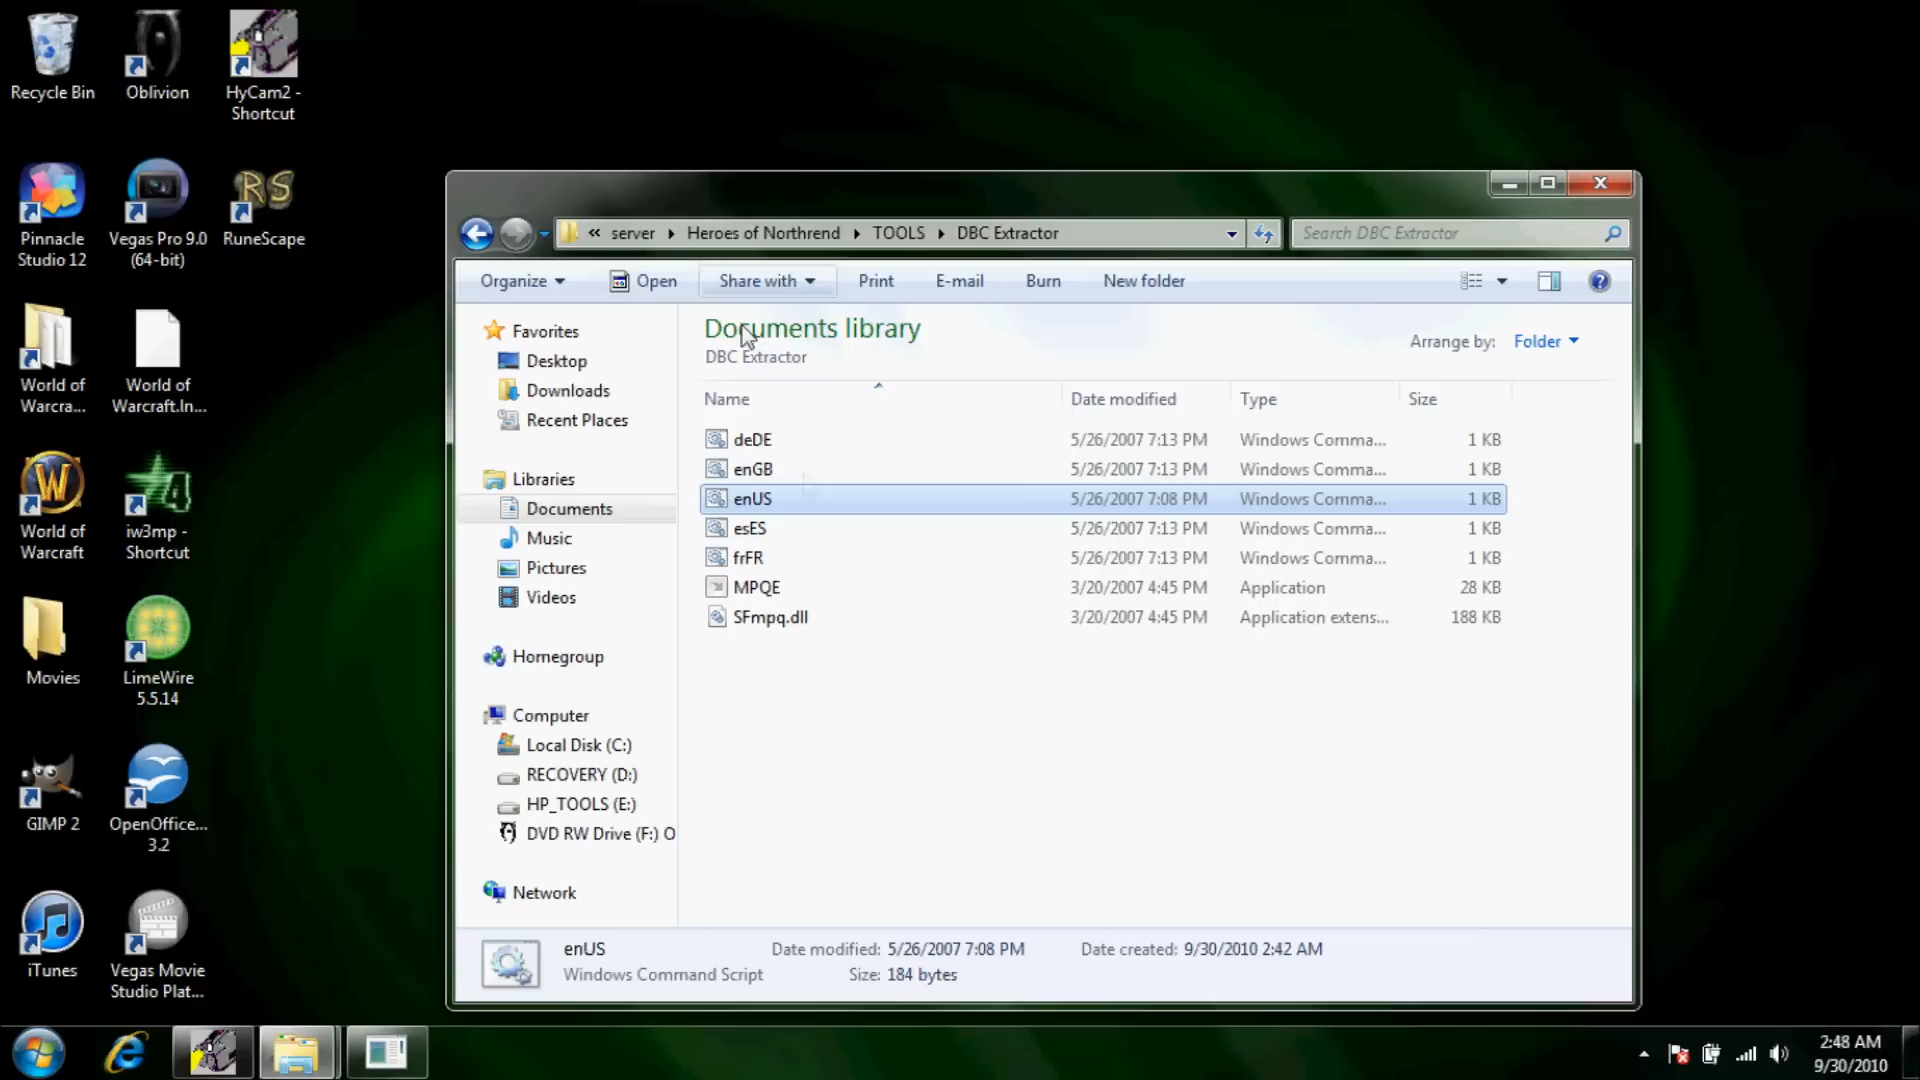 Recycle Bin
Oblivion
HyCam2 -
Shortcut
Pinnacle
Studio 12
Vegas Pro 9.0
(64-bit)
RuneScape
World of
Warcra...
World of
Warcraft.In...
World of
Warcraft
iw3mp -
Shortcut
Movies
LimeWire
5.5.14
GIMP 2
OpenOffice...
3.2
iTunes
Vegas Movie
Studio Plat...
« server Heroes of Northrend TOOLS DBC Extractor
Search DBC Extractor
Organize Open Share with Print E-mail Burn New folder
Favorites
Desktop
Downloads
Recent Places
Libraries
Documents
Music
Pictures
Videos
Homegroup
Computer
Local Disk (C:)
RECOVERY (D:)
HP_TOOLS (E:)
DVD RW Drive (F:) O
Network
Documents library
DBC Extractor
Arrange by: Folder
Name Date modified Type Size
deDE 5/26/2007 7:13 PM Windows Comma... 1 KB
enGB 5/26/2007 7:13 PM Windows Comma... 1 KB
enUS 5/26/2007 7:08 PM Windows Comma... 1 KB
esES 5/26/2007 7:13 PM Windows Comma... 1 KB
frFR 5/26/2007 7:13 PM Windows Comma... 1 KB
MPQE 3/20/2007 4:45 PM Application 28 KB
SFmpq.dll 3/20/2007 4:45 PM Application extens... 188 KB
enUS Date modified: 5/26/2007 7:08 PM Date created: 9/30/2010 2:42 AM
Windows Command Script Size: 184 bytes
2:48 AM
9/30/2010